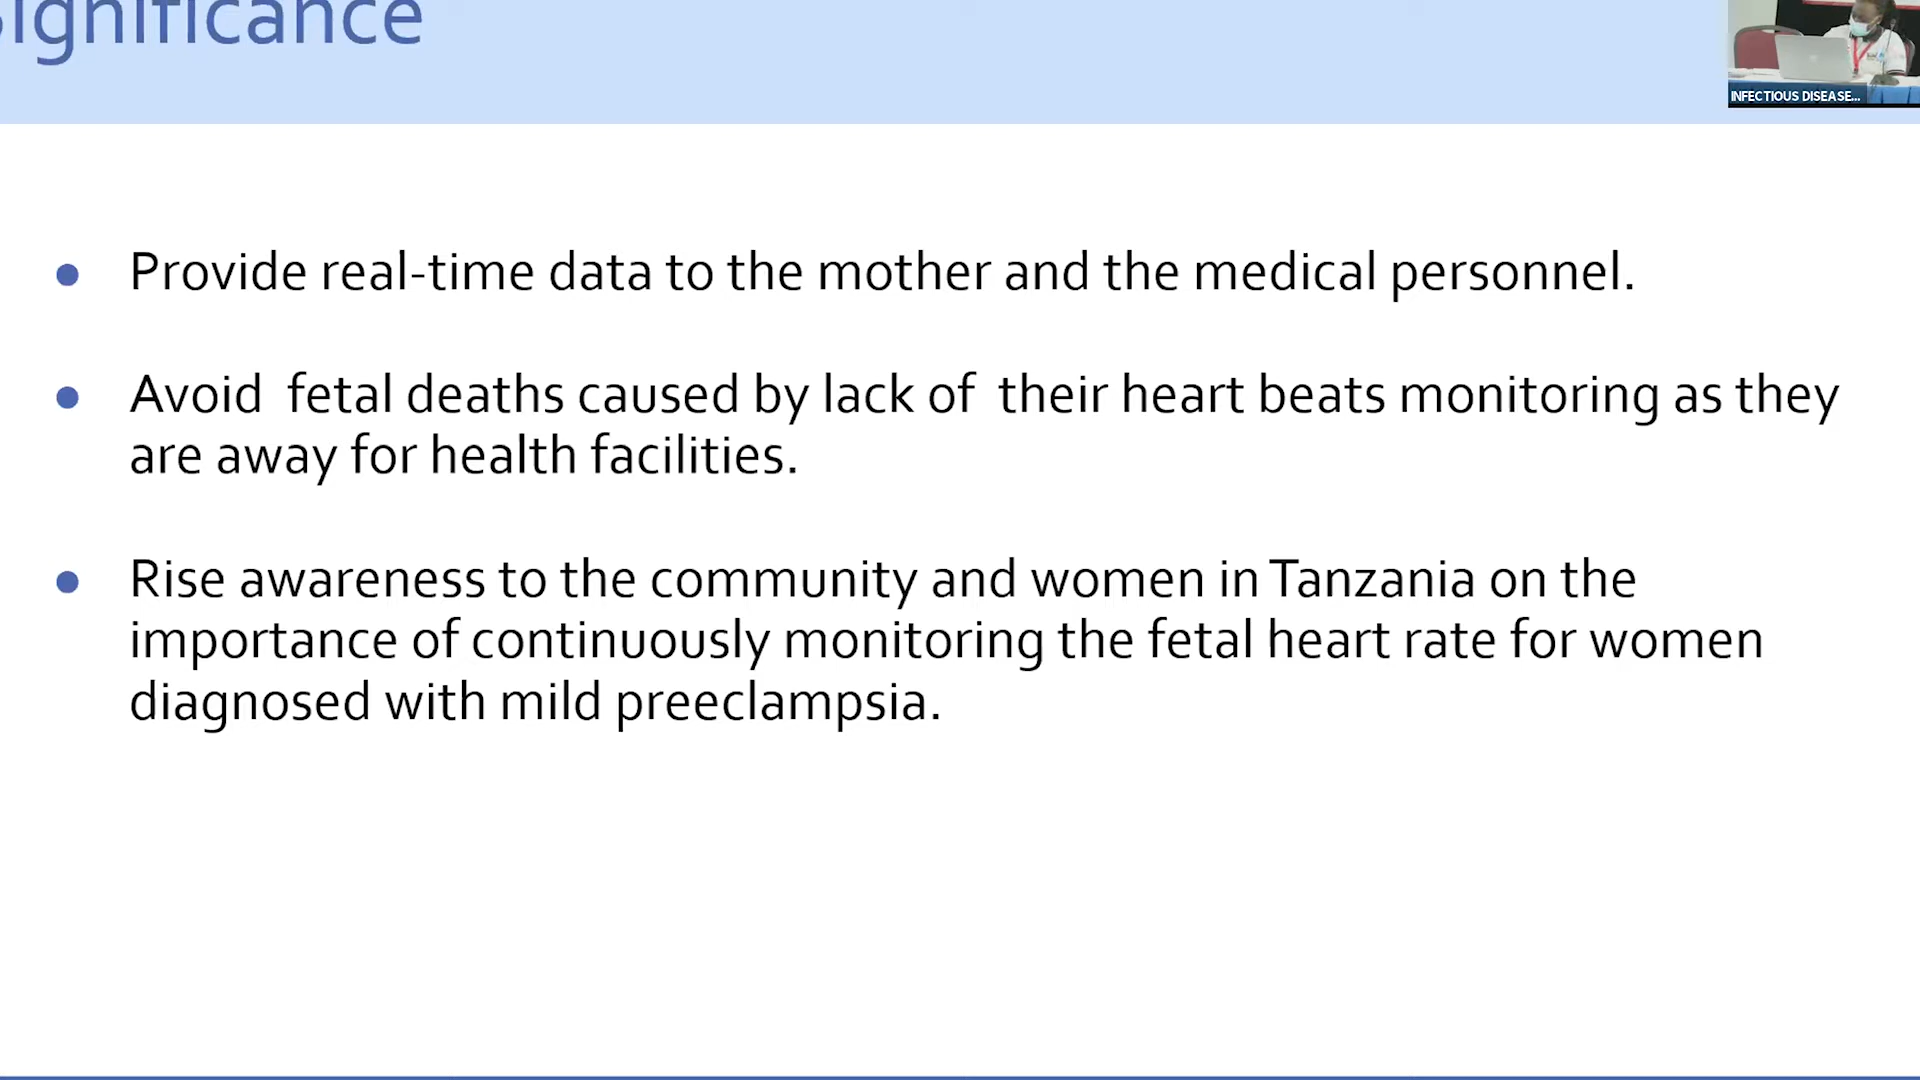 Significance
INFECTIOUS DISEASE...
• Provide real-time data to the mother and the medical personnel.
• Avoid fetal deaths caused by lack of their heart beats monitoring as they
are away for health facilities.
• Rise awareness to the community and women in Tanzania on the
importance of continuously monitoring the fetal heart rate for women
diagnosed with mild preeclampsia.